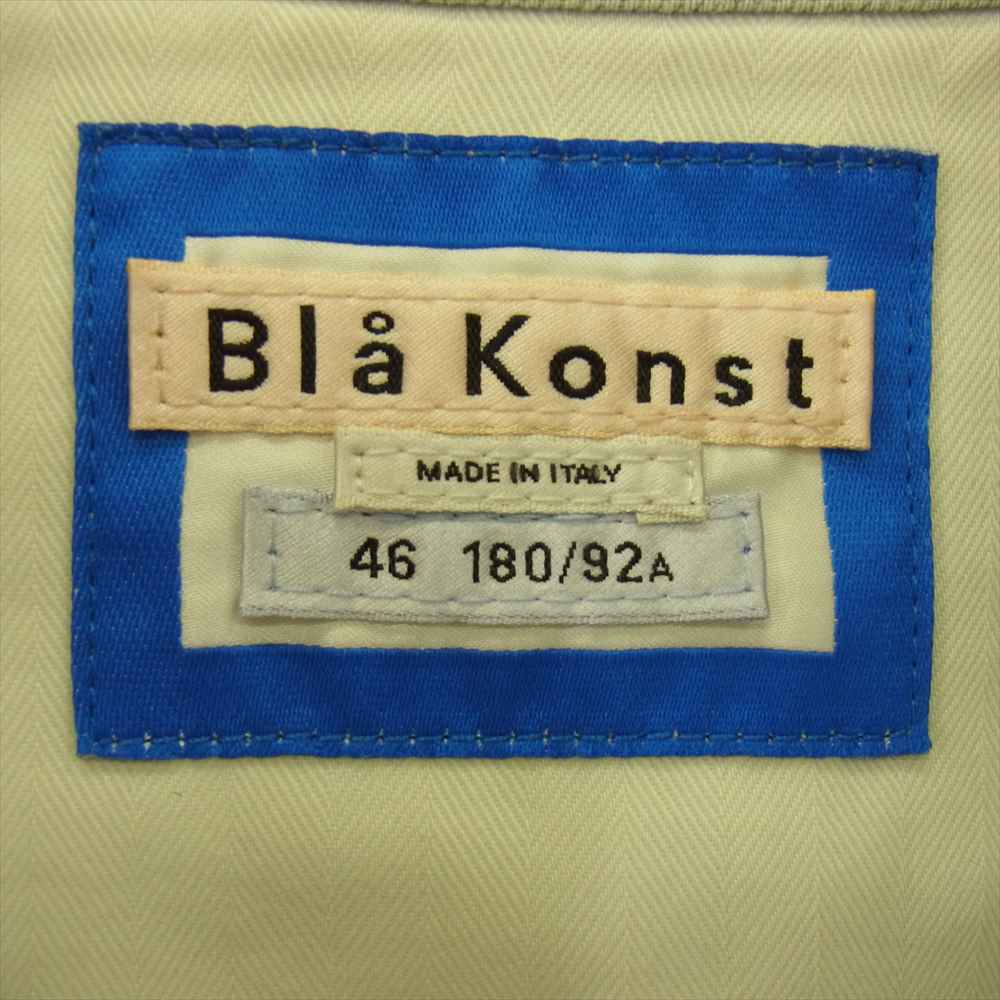 Blå Konst
MADE IN ITALY
46 180/92A